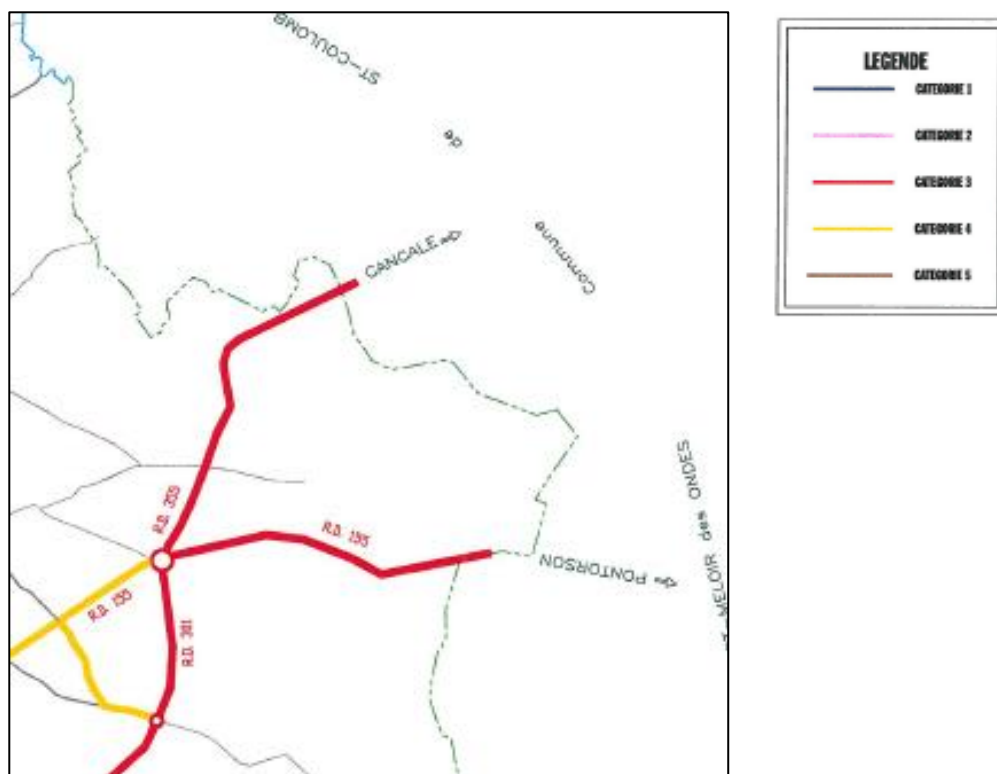 ST-COULOMB
de
Commune
CANCALE
R.D. 355
R.D. 155
R.D. 155
R.D. 301
PONTORSON
MELOIR des ONDES
LEGENDE
CATEGORIE 1
CATEGORIE 2
CATEGORIE 3
CATEGORIE 4
CATEGORIE 5